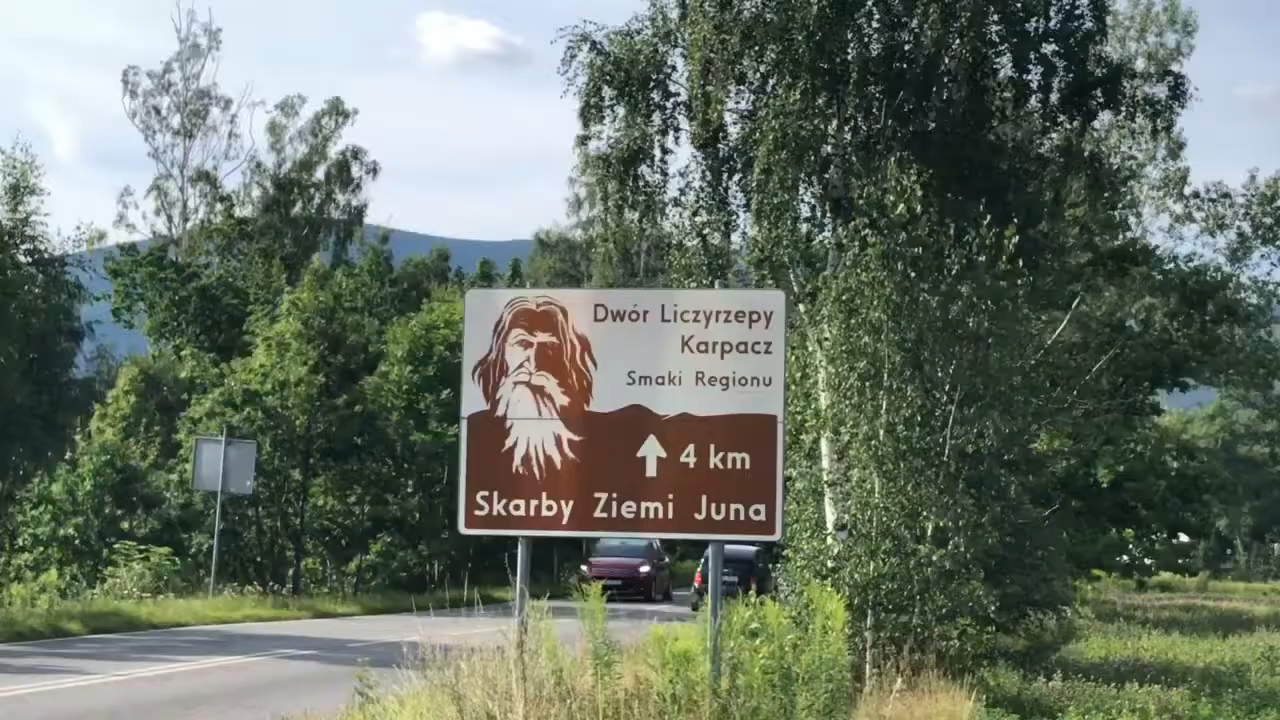 Dwór Liczyrzepy
Karpacz
Smaki Regionu
4 km
Skarby Ziemi Juna